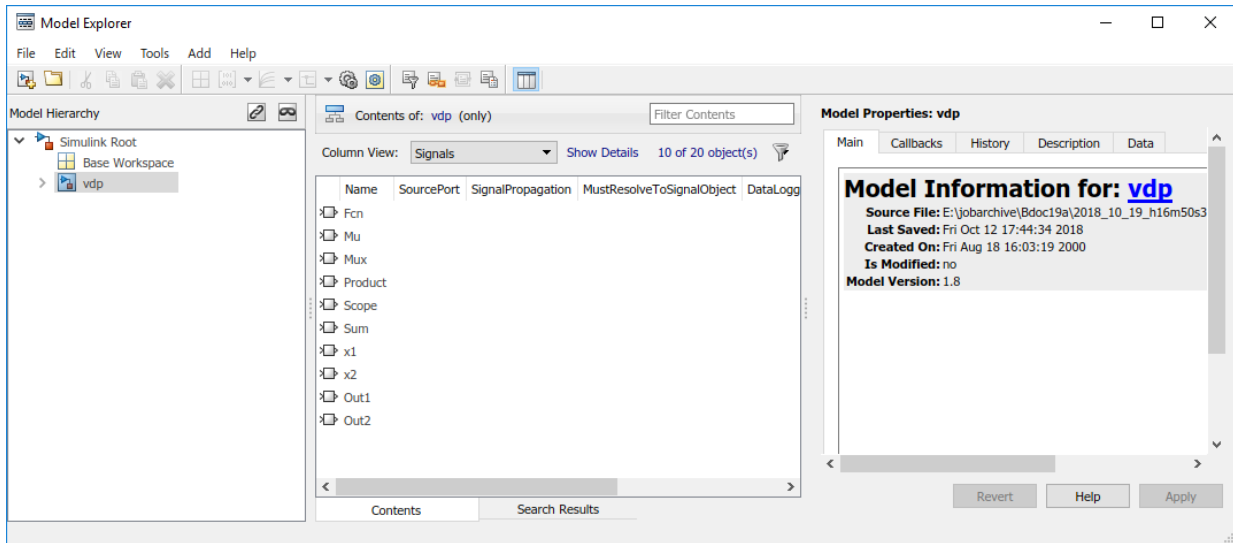 Model Explorer
File Edit View Tools Add Help
Model Hierarchy
Simulink Root
Base Workspace
vdp
Contents of: vdp (only)
Filter Contents
Column View: Signals Show Details 10 of 20 object(s)
Name SourcePort SignalPropagation MustResolveToSignalObject DataLogg
Fcn
Mu
Mux
Product
Scope
Sum
x1
x2
Out1
Out2
Contents Search Results
Model Properties: vdp
Main Callbacks History Description Data
Model Information for: vdp
Source File: E:\jobarchive\Bdoc19a\2018_10_19_h16m50s3
Last Saved: Fri Oct 12 17:44:34 2018
Created On: Fri Aug 18 16:03:19 2000
Is Modified: no
Model Version: 1.8
Revert Help Apply